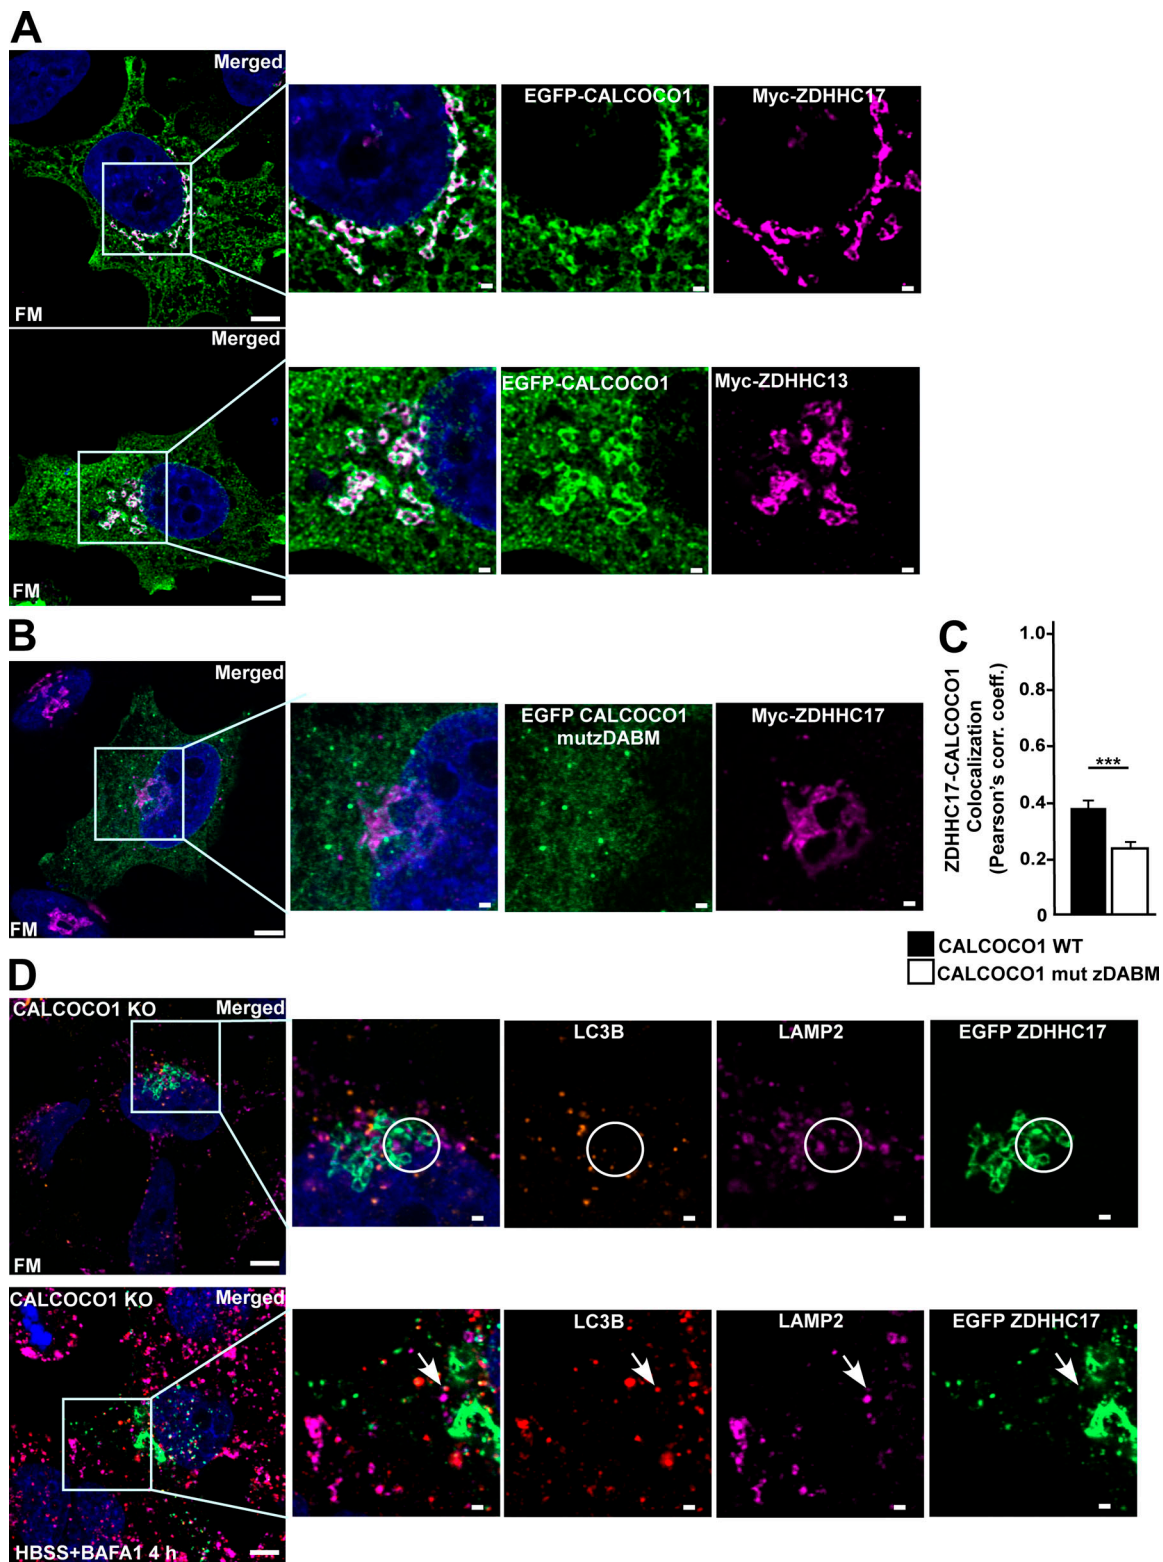 A
Merged
EGFP-CALCOCO1
Myc-ZDHHC17
FM
Merged
EGFP-CALCOCO1
Myc-ZDHHC13
FM
B
Merged
EGFP CALCOCO1
mutzDABM
Myc-ZDHHC17
FM
C
ZDHHC17-CALCOCO1
Colocalization
(Pearson's corr. coeff.)
1.0
0.8
0.6
0.4
0.2
0
***
CALCOCO1 WT
CALCOCO1 mut zDABM
D
CALCOCO1 KO
Merged
LC3B
LAMP2
EGFP ZDHHC17
FM
CALCOCO1 KO
Merged
LC3B
LAMP2
EGFP ZDHHC17
HBSS+BAFA1 4 h